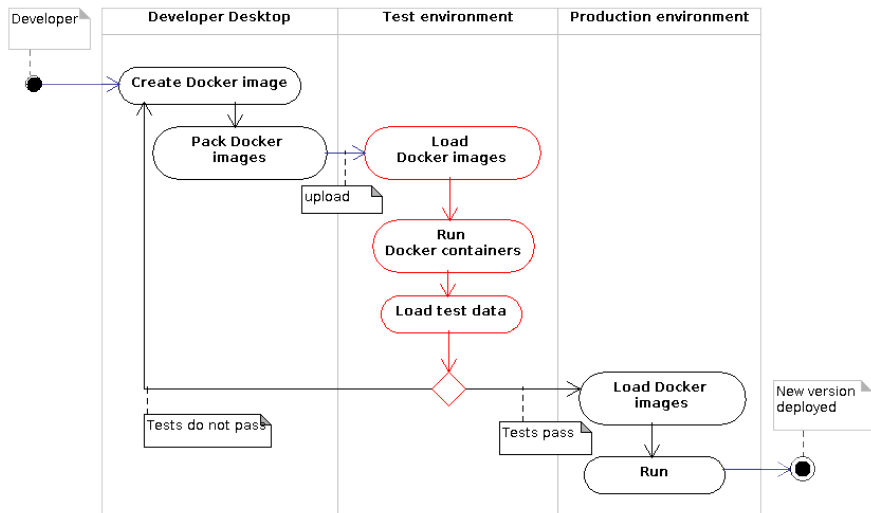 Developer
Developer Desktop
Test environment
Production environment
Create Docker image
Pack Docker
images
Load
Docker images
upload
Run
Docker containers
Load test data
Tests do not pass
Tests pass
Load Docker
images
New version
deployed
Run